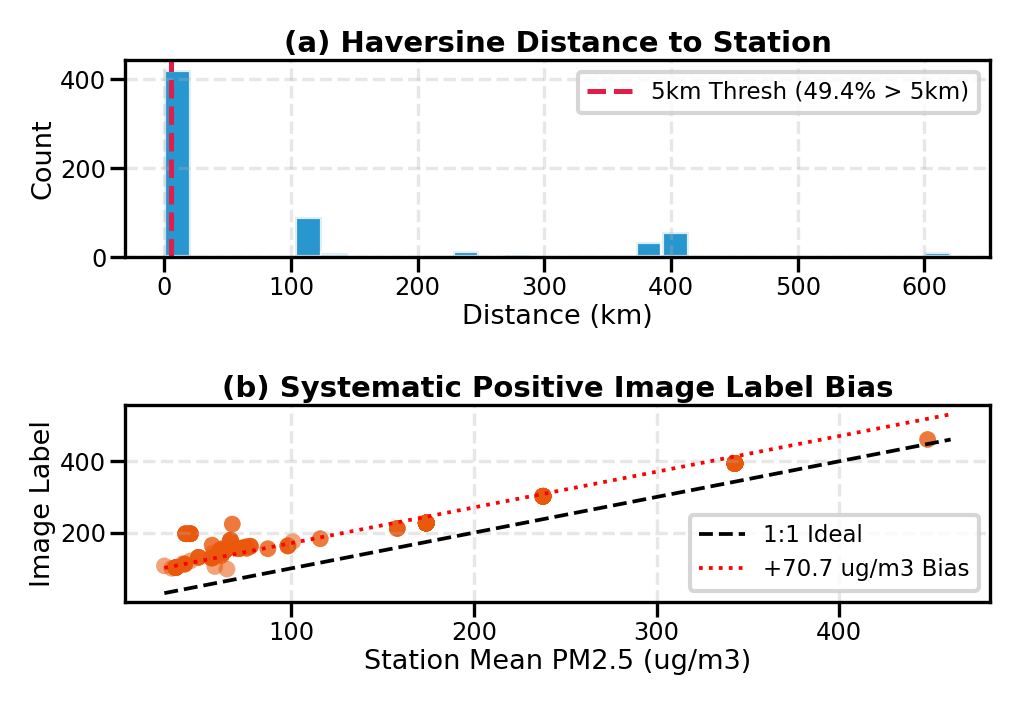 (a) Haversine Distance to Station
Count
400
200
0
5km Thresh (49.4% > 5km)
0 100 200 300 400 500 600
Distance (km)
(b) Systematic Positive Image Label Bias
Image Label
400
200
1:1 Ideal
+70.7 ug/m3 Bias
100 200 300 400
Station Mean PM2.5 (ug/m3)